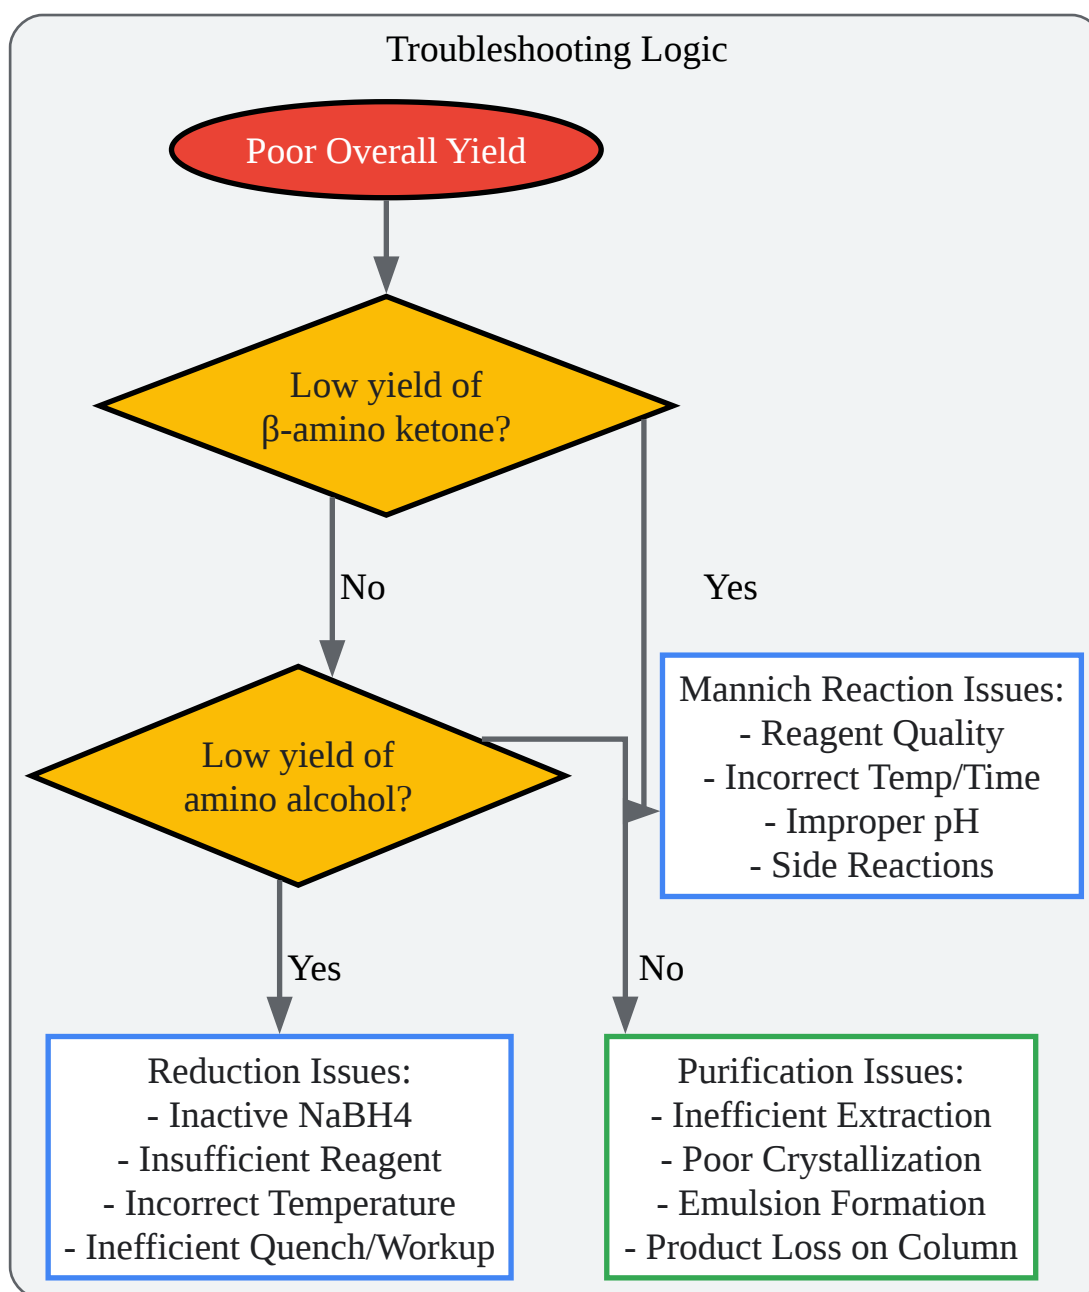 Troubleshooting Logic
Poor Overall Yield
Low yield of
β-amino ketone?
No
Yes
Low yield of
amino alcohol?
Mannich Reaction Issues:
- Reagent Quality
- Incorrect Temp/Time
- Improper pH
- Side Reactions
Yes
No
Reduction Issues:
- Inactive NaBH4
- Insufficient Reagent
- Incorrect Temperature
- Inefficient Quench/Workup
Purification Issues:
- Inefficient Extraction
- Poor Crystallization
- Emulsion Formation
- Product Loss on Column